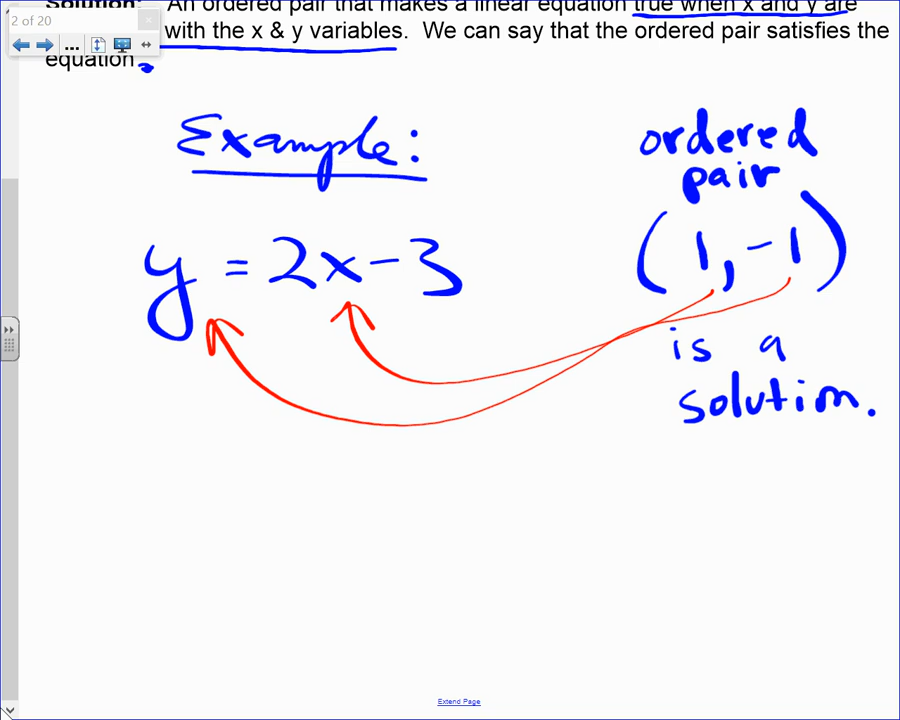 Solution: An ordered pair that makes a linear equation true when x and y are
2 of 20
with the x & y variables. We can say that the ordered pair satisfies the
equation.
Example:
ordered
pair
y = 2x - 3
(1, -1)
is a
solution.
Extend Page